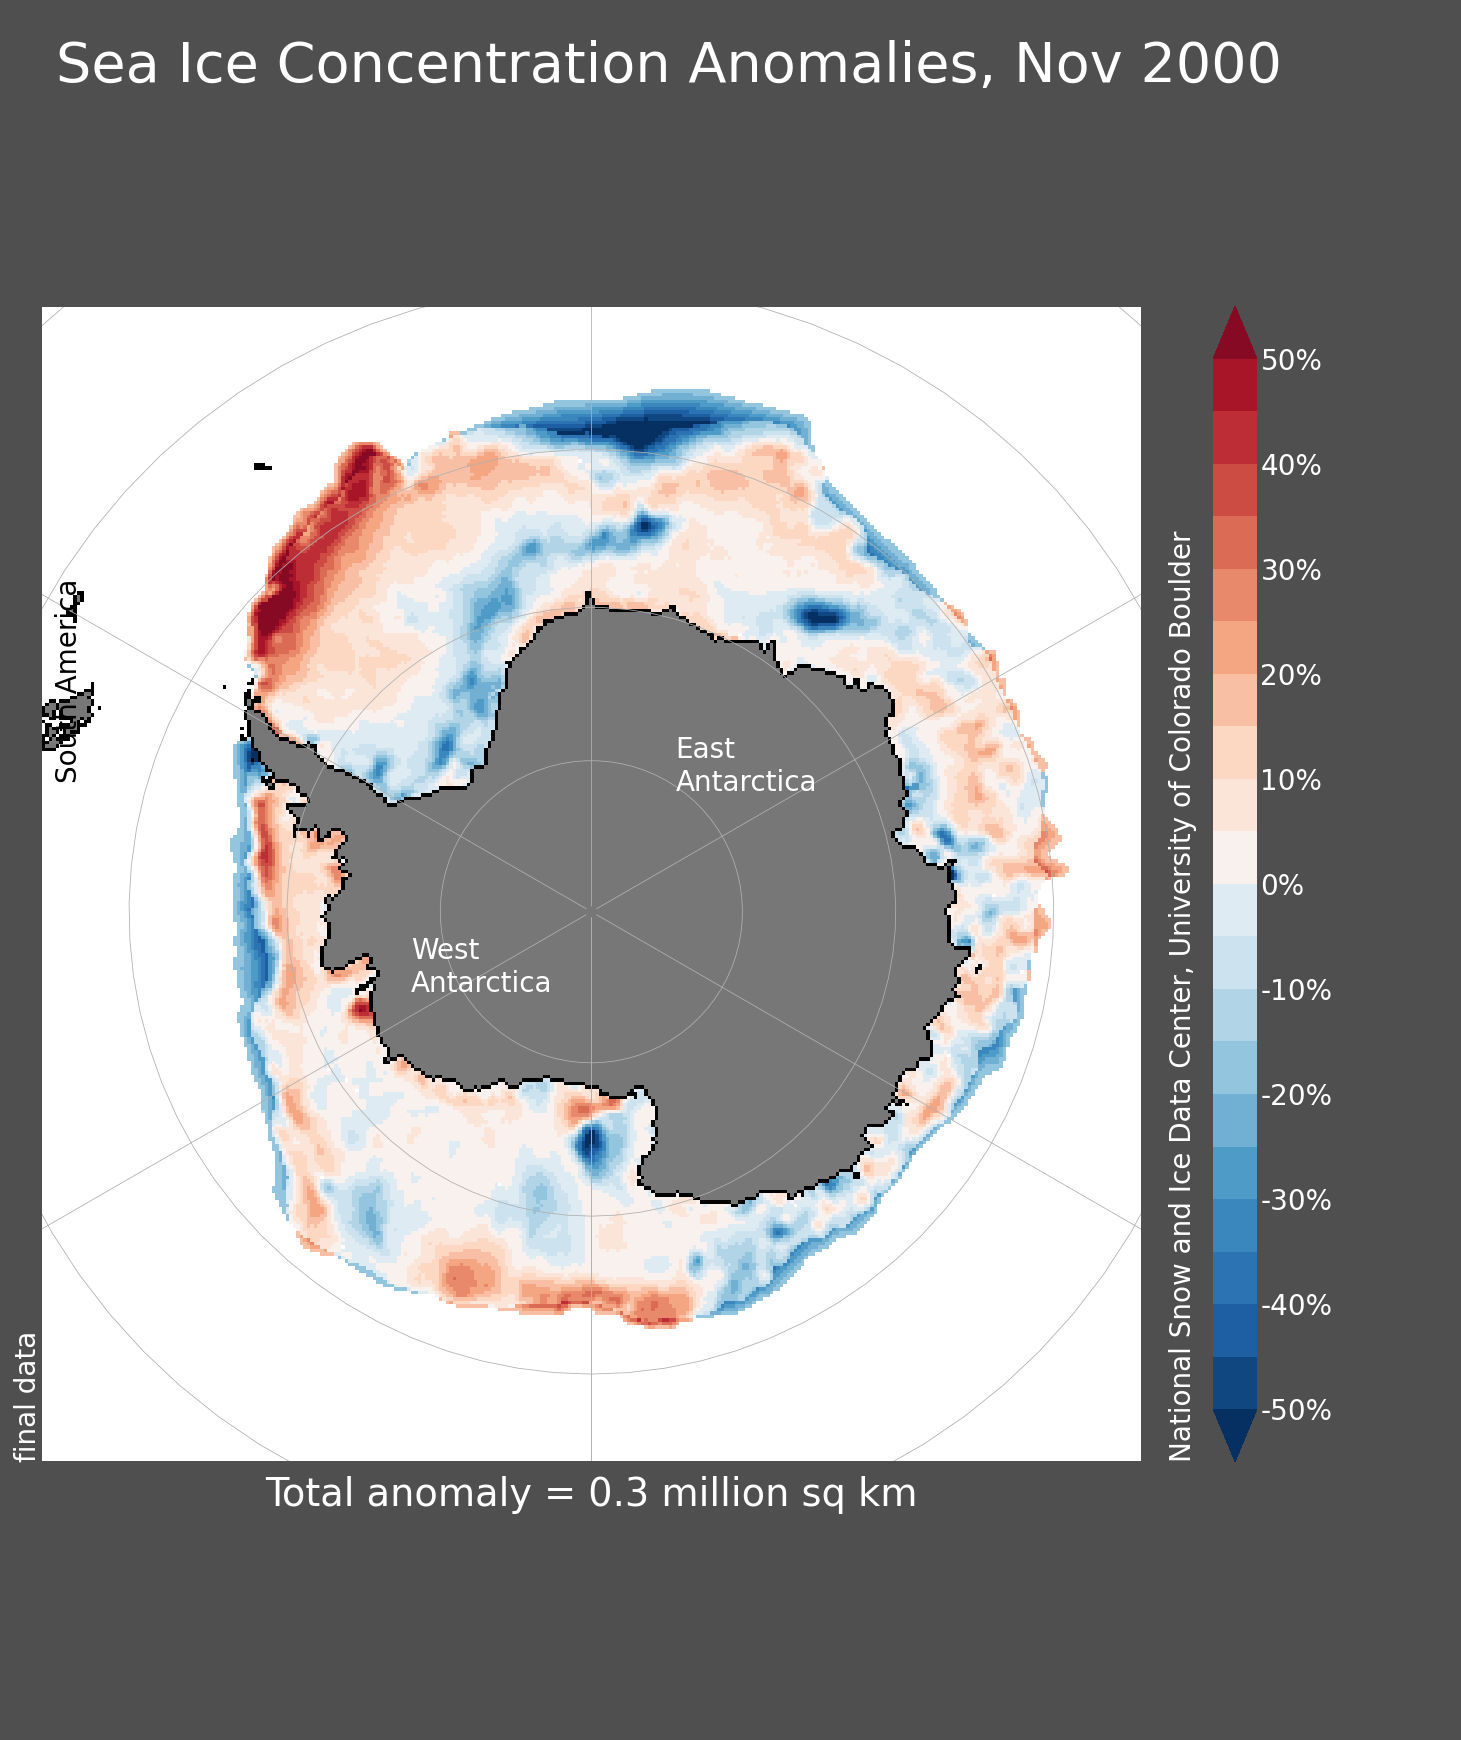 Sea Ice Concentration Anomalies, Nov 2000
South America
East
Antarctica
West
Antarctica
final data
Total anomaly = 0.3 million sq km
National Snow and Ice Data Center, University of Colorado Boulder
50%
40%
30%
20%
10%
0%
-10%
-20%
-30%
-40%
-50%